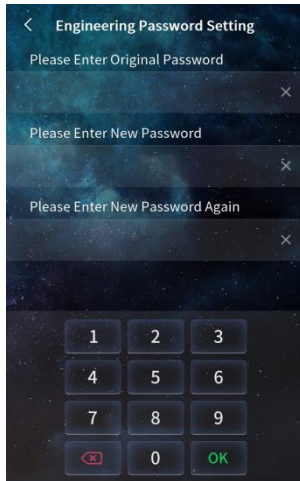 Engineering Password Setting
Please Enter Original Password
Please Enter New Password
Please Enter New Password Again
1 2 3
4 5 6
7 8 9
0 OK